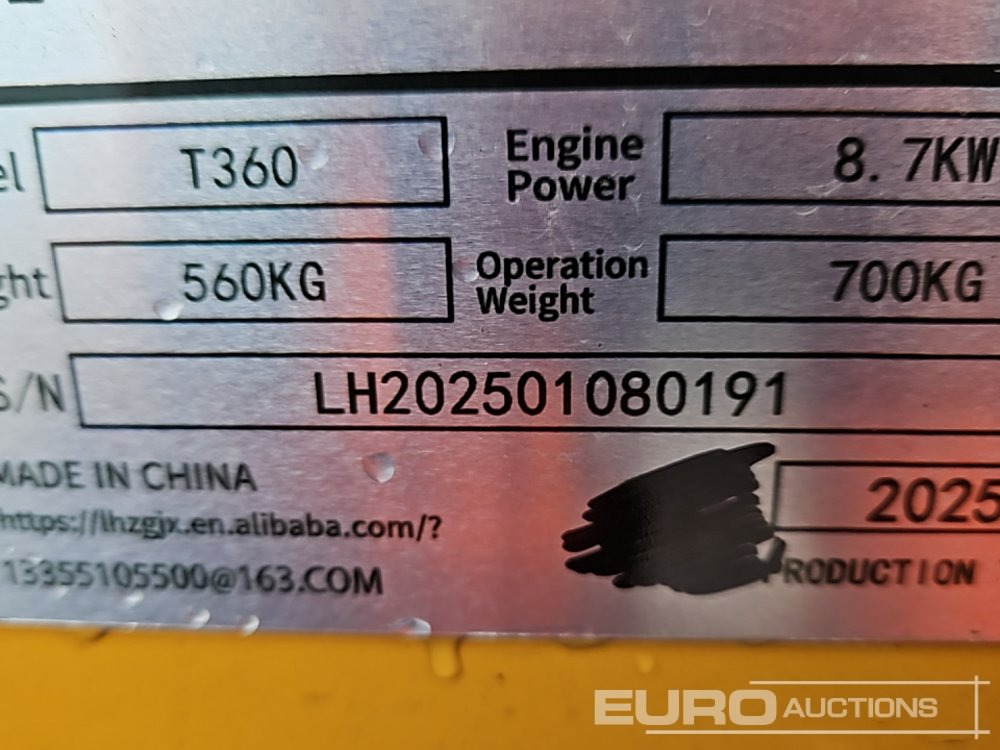 el T360 Engine Power 8.7KW
ght 560KG Operation Weight 700KG
S/N LH202501080191
MADE IN CHINA
https://lhzgjx.en.alibaba.com/?
13355105500@163.COM
2025
PRODUCTION
EURO AUCTIONS